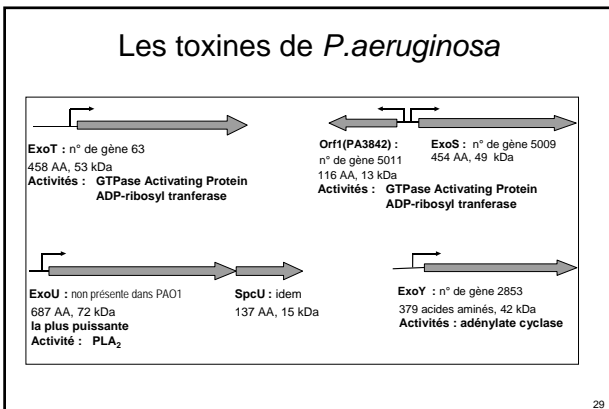 Les toxines de P.aeruginosa
ExoT : n° de gène 63
458 AA, 53 kDa
Activités : GTPase Activating Protein
ADP-ribosyl tranferase
Orf1(PA3842) :
n° de gène 5011
116 AA, 13 kDa
ExoS : n° de gène 5009
454 AA, 49 kDa
Activités : GTPase Activating Protein
ADP-ribosyl tranferase
ExoU : non présente dans PAO1
687 AA, 72 kDa
la plus puissante
Activité : PLA₂
SpcU : idem
137 AA, 15 kDa
ExoY : n° de gène 2853
379 acides aminés, 42 kDa
Activités : adénylate cyclase
29